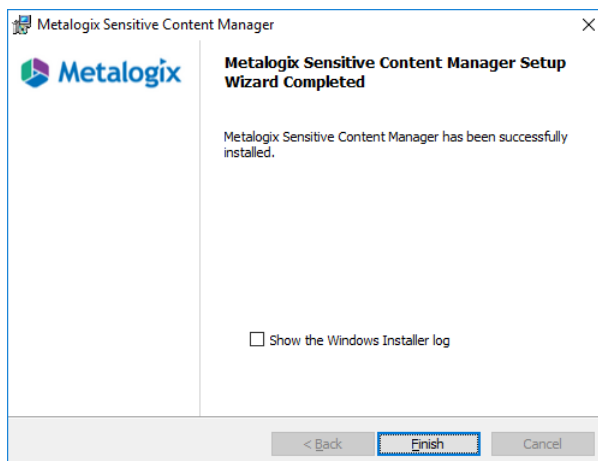 Metalogix Sensitive Content Manager
Metalogix
Metalogix Sensitive Content Manager Setup
Wizard Completed
Metalogix Sensitive Content Manager has been successfully
installed.
Show the Windows Installer log
< Back
Finish
Cancel